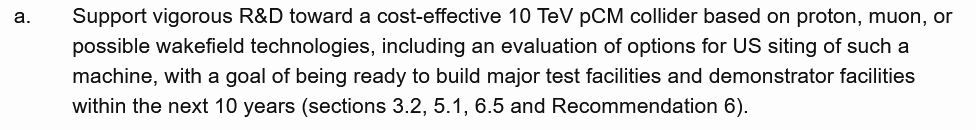 a. Support vigorous R&D toward a cost-effective 10 TeV pCM collider based on proton, muon, or
possible wakefield technologies, including an evaluation of options for US siting of such a
machine, with a goal of being ready to build major test facilities and demonstrator facilities
within the next 10 years (sections 3.2, 5.1, 6.5 and Recommendation 6).